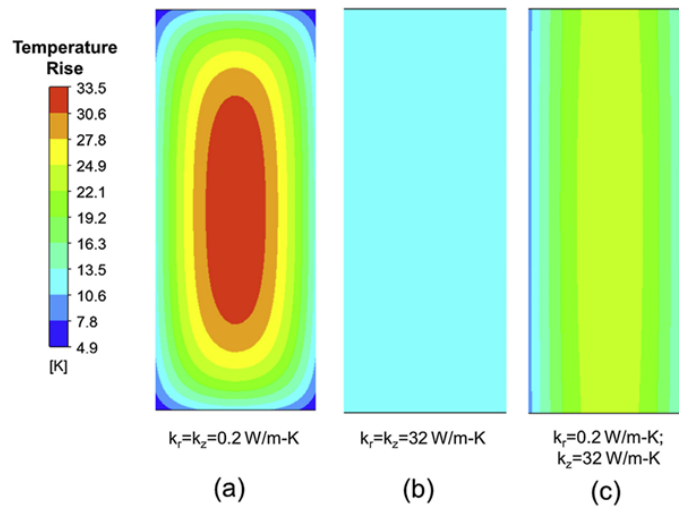 Temperature
Rise
33.5
30.6
27.8
24.9
22.1
19.2
16.3
13.5
10.6
7.8
4.9
[K]
kr=kz=0.2 W/m-K
(a)
kr=kz=32 W/m-K
(b)
kr=0.2 W/m-K;
kz=32 W/m-K
(c)